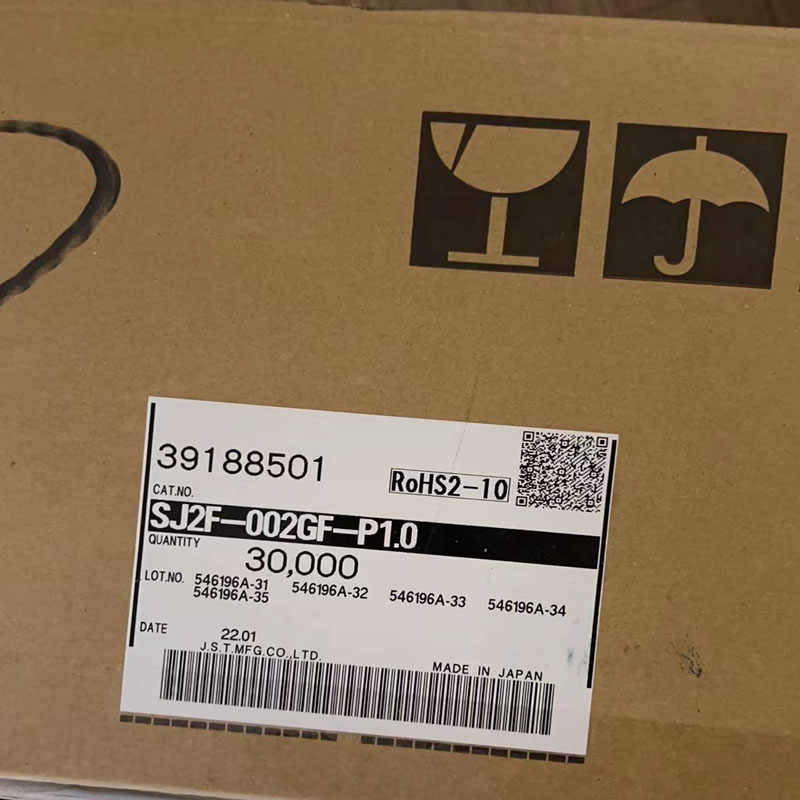 39188501
RoHS2-10
CAT.NO.
SJ2F-002GF-P1.0
QUANTITY
30,000
LOT.NO. 546196A-31 546196A-32 546196A-33 546196A-34
546196A-35
DATE 22.01
J.S.T.MFG.CO.,LTD.
MADE IN JAPAN